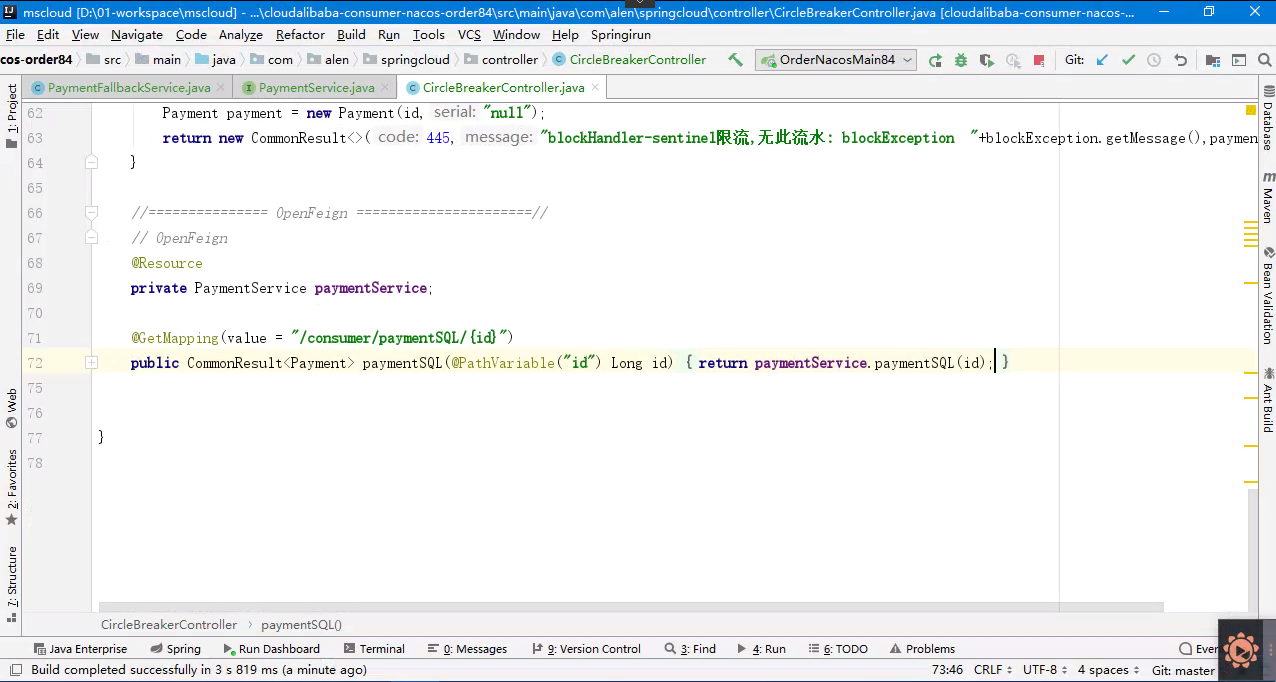 mscloud [D:\01-workspace\mscloud] - ...\cloudalibaba-consumer-nacos-order84\src\main\java\com\alen\springcloud\controller\CircleBreakerController.java [cloudalibaba-consumer-nacos-...
File Edit View Navigate Code Analyze Refactor Build Run Tools VCS Window Help Springirun
cos-order84 src main java com alen springcloud controller CircleBreakerController OrderNacosMain84 Git:
PaymentFallbackService.java PaymentService.java CircleBreakerController.java
1: Project
Web
2: Favorites
7: Structure
62 Payment payment = new Payment(id, serial: "null");
63 return new CommonResult<>( code: 445, message: "blockHandler-sentinel限流,无此流水: blockException  "+blockException.getMessage(),paymen
64 }
65
66 //=============== OpenFeign ======================//
67 // OpenFeign
68 @Resource
69 private PaymentService paymentService;
70
71 @GetMapping(value = "/consumer/paymentSQL/{id}")
72 public CommonResult<Payment> paymentSQL(@PathVariable("id") Long id) { return paymentService.paymentSQL(id); }
75
76
77 }
78
Database
Maven
Bean Validation
Ant Build
CircleBreakerController paymentSQL()
Java Enterprise Spring Run Dashboard Terminal 0: Messages 9: Version Control 3: Find 4: Run 6: TODO Problems Ever
Build completed successfully in 3 s 819 ms (a minute ago) 73:46 CRLF UTF-8 4 spaces Git: master